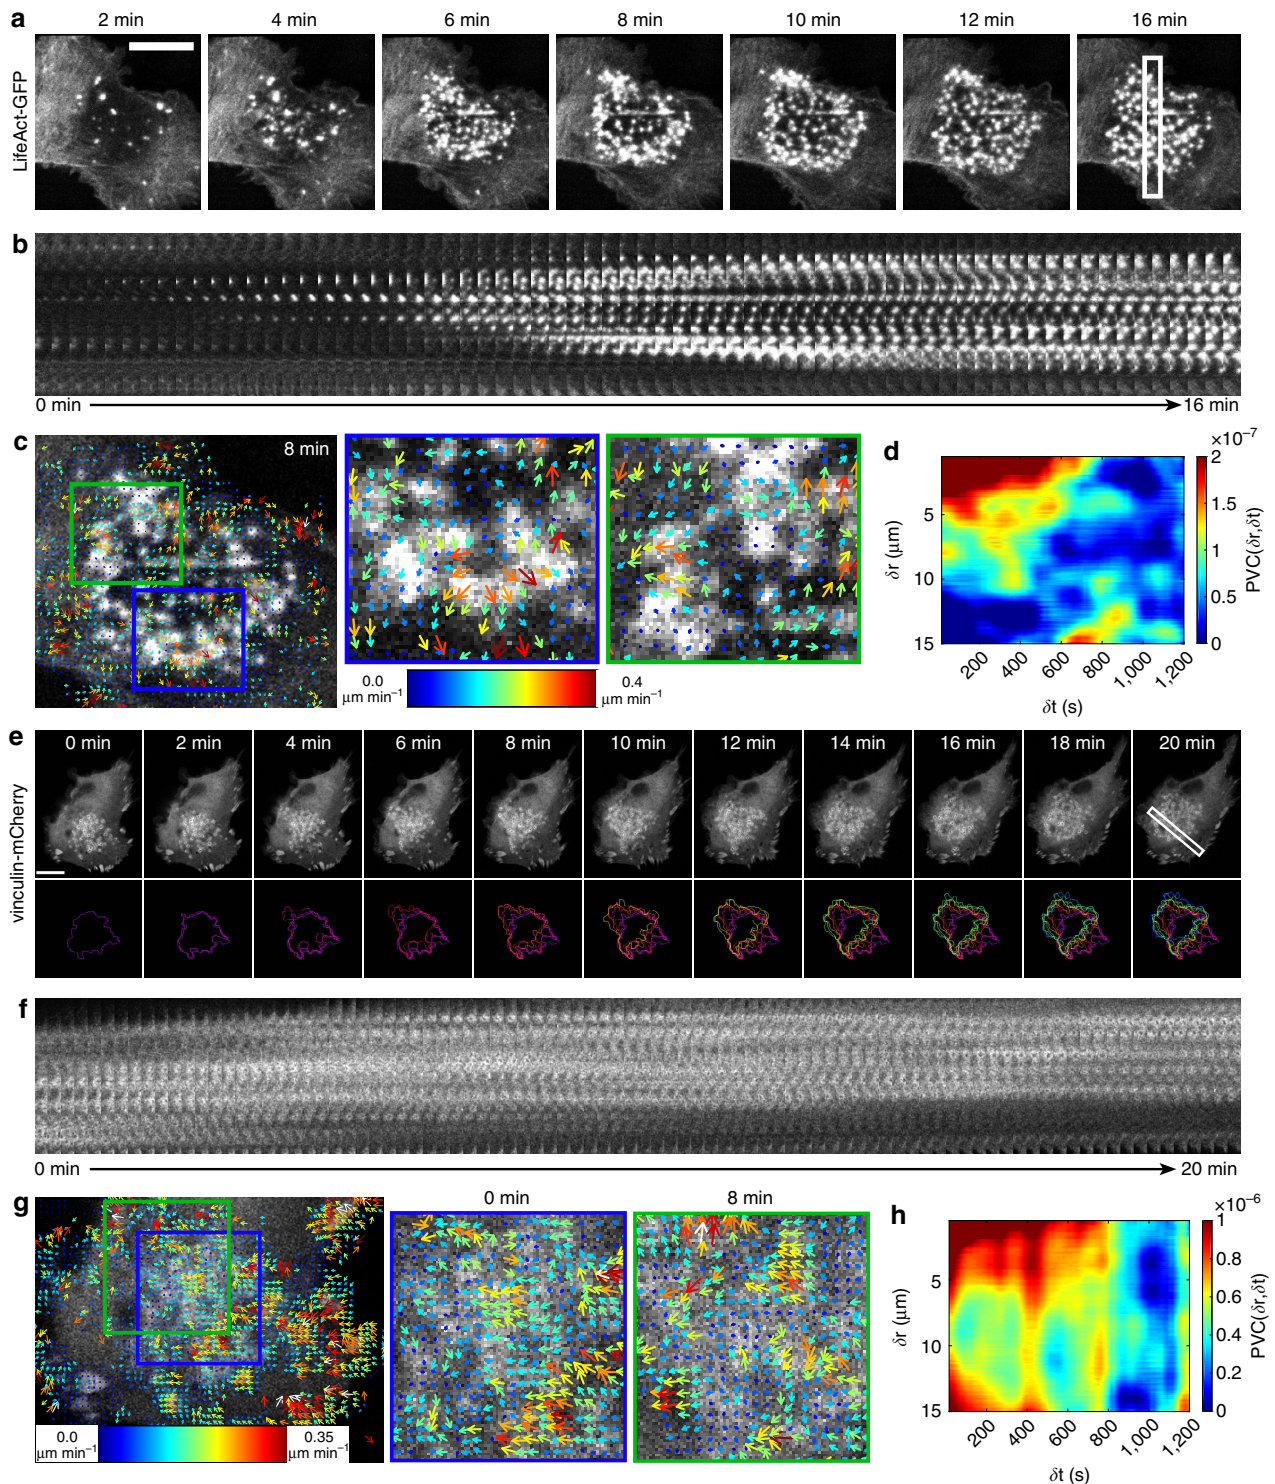 a
2 min 4 min 6 min 8 min 10 min 12 min 16 min
LifeAct-GFP
b
0 min 16 min
c
8 min
0.0
μm min⁻¹
0.4
μm min⁻¹
d
×10⁻⁷
2
1.5
1
0.5
0
PVC(δr,δt)
5
10
15
δr (μm)
200 400 600 800 1,000 1,200
δt (s)
e
0 min 2 min 4 min 6 min 8 min 10 min 12 min 14 min 16 min 18 min 20 min
vinculin-mCherry
f
0 min 20 min
g
0.0
μm min⁻¹
0.35
μm min⁻¹
0 min 8 min
h
×10⁻⁶
1
0.8
0.6
0.4
0.2
0
PVC(δr,δt)
5
10
15
δr (μm)
200 400 600 800 1,000 1,200
δt (s)